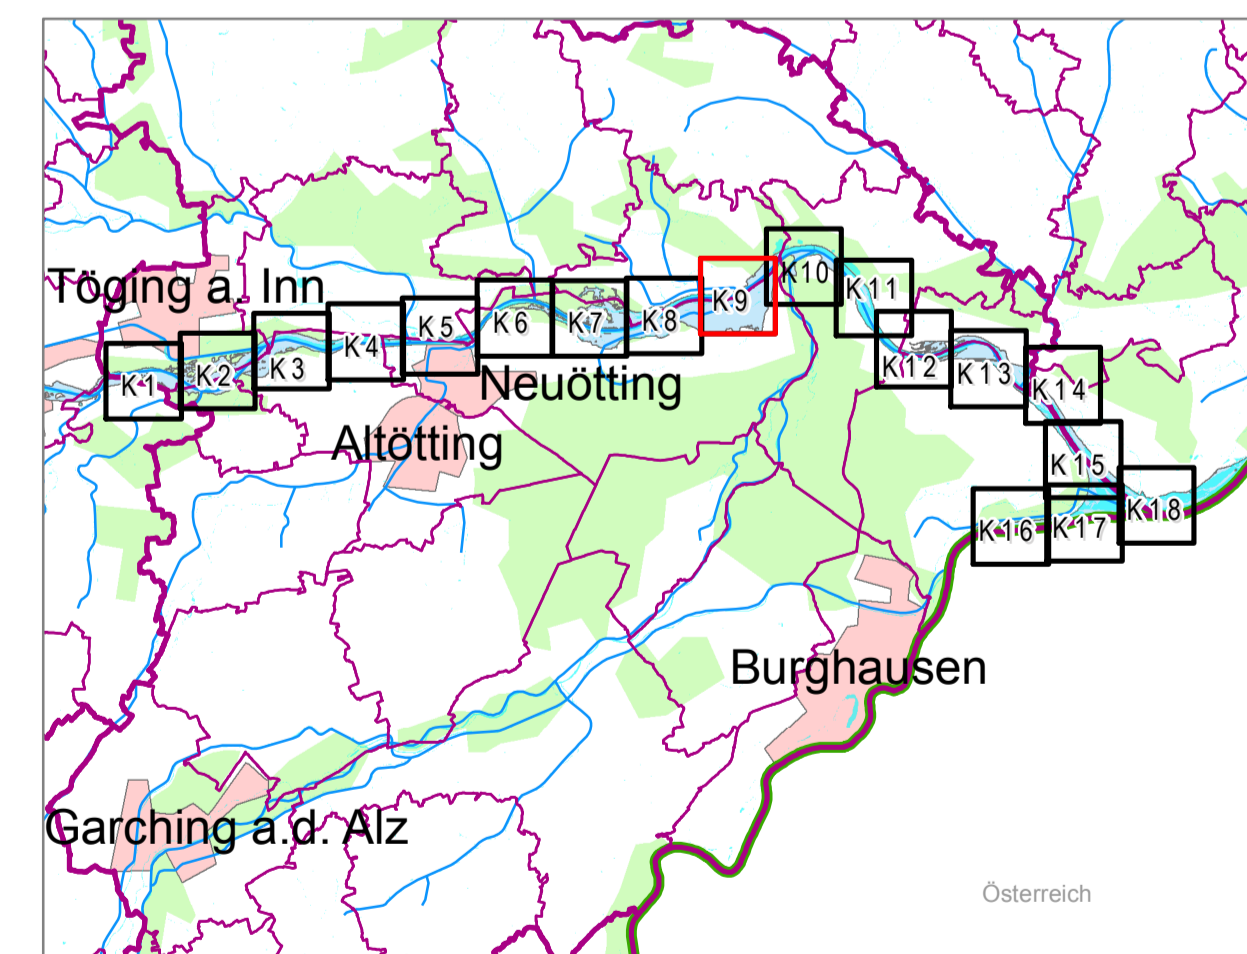 Töging a. Inn
K1
K2
K3
K4
K5
K6
K7
K8
K9
K10
K11
K12
K13
K14
K15
K16
K17
K18
Neuötting
Altötting
Burghausen
Garching a.d. Alz
Österreich